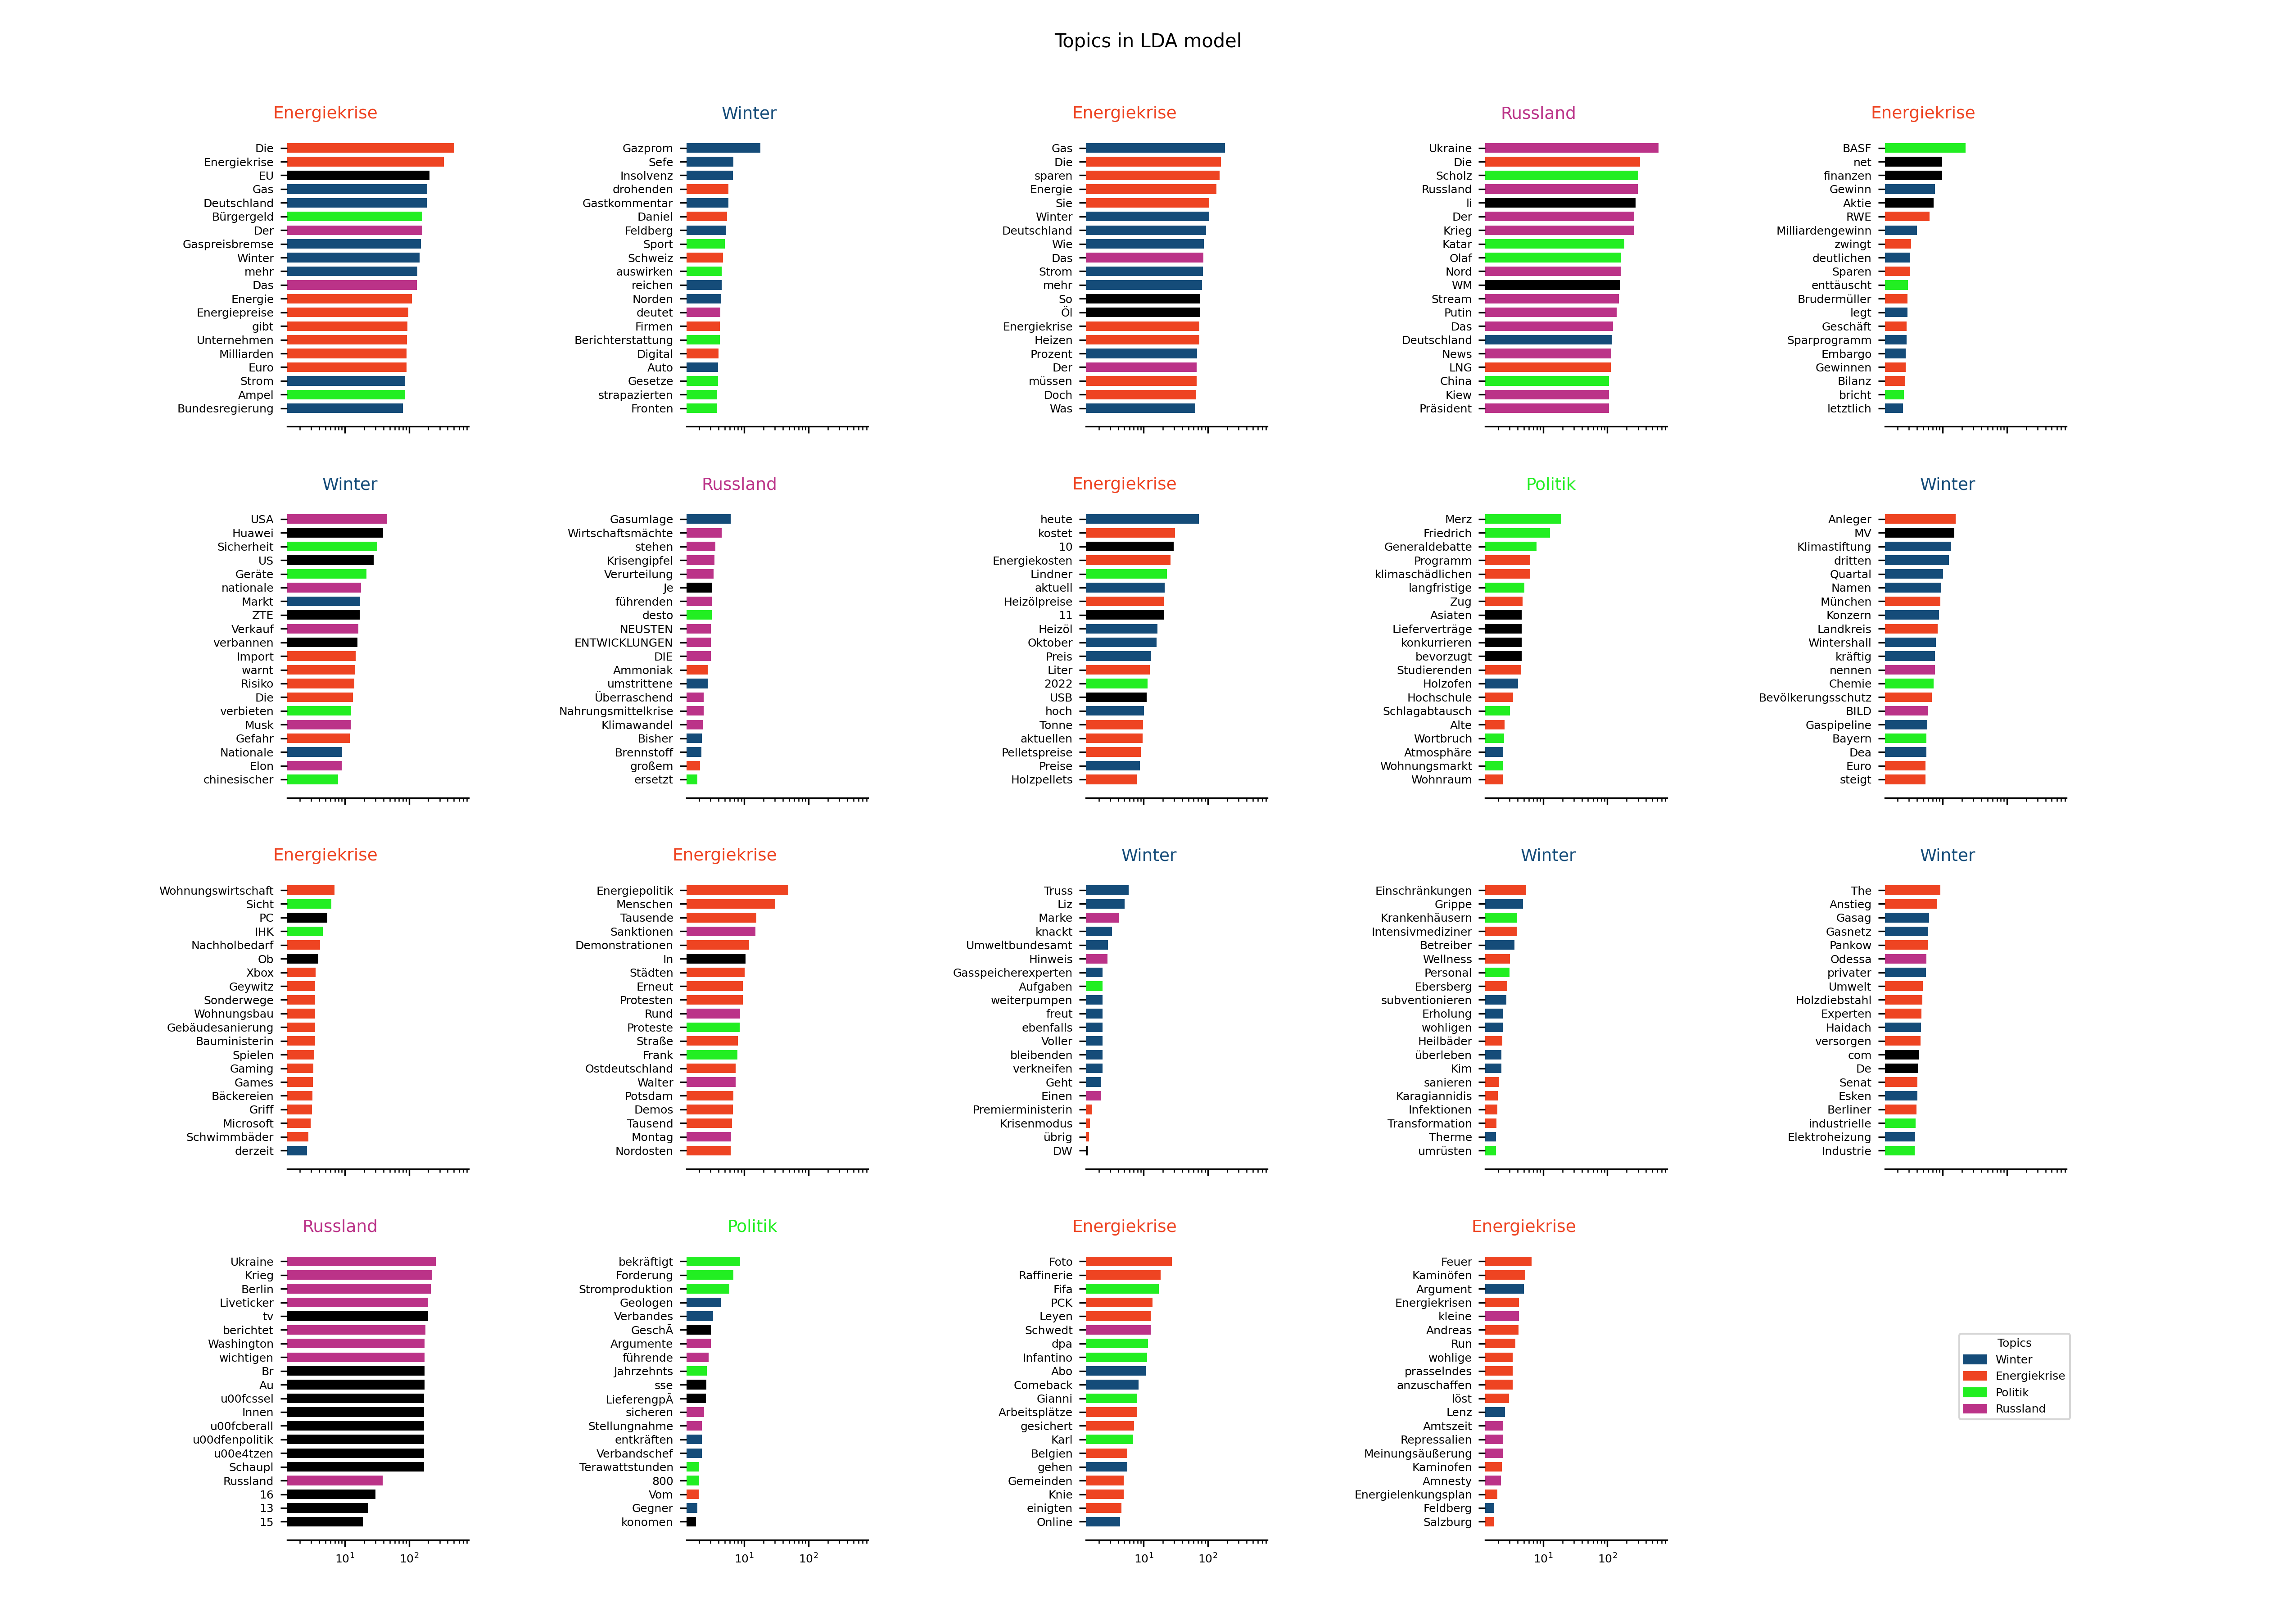 Topics in LDA model
Energiekrise
Die
Energiekrise
EU
Gas
Deutschland
Bürgergeld
Der
Gaspreisbremse
Winter
mehr
Das
Energie
Energiepreise
gibt
Unternehmen
Milliarden
Euro
Strom
Ampel
Bundesregierung
Winter
Gazprom
Sefe
Insolvenz
drohenden
Gastkommentar
Daniel
Feldberg
Sport
Schweiz
auswirken
reichen
Norden
deutet
Firmen
Berichterstattung
Digital
Auto
Gesetze
strapazierten
Fronten
Energiekrise
Gas
Die
sparen
Energie
Sie
Winter
Deutschland
Wie
Das
Strom
mehr
So
Öl
Energiekrise
Heizen
Prozent
Der
müssen
Doch
Was
Russland
Ukraine
Die
Scholz
Russland
li
Der
Krieg
Katar
Olaf
Nord
WM
Stream
Putin
Das
Deutschland
News
LNG
China
Kiew
Präsident
Energiekrise
BASF
net
finanzen
Gewinn
Aktie
RWE
Milliardengewinn
zwingt
deutlichen
Sparen
enttäuscht
Brudermüller
legt
Geschäft
Sparprogramm
Embargo
Gewinnen
Bilanz
bricht
letztlich
Winter
USA
Huawei
Sicherheit
US
Geräte
nationale
Markt
ZTE
Verkauf
verbannen
Import
warnt
Risiko
Die
verbieten
Musk
Gefahr
Nationale
Elon
chinesischer
Russland
Gasumlage
Wirtschaftsmächte
stehen
Krisengipfel
Verurteilung
Je
führenden
desto
NEUSTEN
ENTWICKLUNGEN
DIE
Ammoniak
umstrittene
Überraschend
Nahrungsmittelkrise
Klimawandel
Bisher
Brennstoff
großem
ersetzt
Energiekrise
heute
kostet
10
Energiekosten
Lindner
aktuell
Heizölpreise
11
Heizöl
Oktober
Preis
Liter
2022
USB
hoch
Tonne
aktuellen
Pelletspreise
Preise
Holzpellets
Politik
Merz
Friedrich
Generaldebatte
Programm
klimaschädlichen
langfristige
Zug
Asiaten
Lieferverträge
konkurrieren
bevorzugt
Studierenden
Holzofen
Hochschule
Schlagabtausch
Alte
Wortbruch
Atmosphäre
Wohnungsmarkt
Wohnraum
Winter
Anleger
MV
Klimastiftung
dritten
Quartal
Namen
München
Konzern
Landkreis
Wintershall
kräftig
nennen
Chemie
Bevölkerungsschutz
BILD
Gaspipeline
Bayern
Dea
Euro
steigt
Energiekrise
Wohnungswirtschaft
Sicht
PC
IHK
Nachholbedarf
Ob
Xbox
Geywitz
Sonderwege
Wohnungsbau
Gebäudesanierung
Bauministerin
Spielen
Gaming
Games
Bäckereien
Griff
Microsoft
Schwimmbäder
derzeit
Energiekrise
Energiepolitik
Menschen
Tausende
Sanktionen
Demonstrationen
In
Städten
Erneut
Protesten
Rund
Proteste
Straße
Frank
Ostdeutschland
Walter
Potsdam
Demos
Tausend
Montag
Nordosten
Winter
Truss
Liz
Marke
knackt
Umweltbundesamt
Hinweis
Gasspeicherexperten
Aufgaben
weiterpumpen
freut
ebenfalls
Voller
bleibenden
verkneifen
Geht
Einen
Premierministerin
Krisenmodus
übrig
DW
Winter
Einschränkungen
Grippe
Krankenhäusern
Intensivmediziner
Betreiber
Wellness
Personal
Ebersberg
subventionieren
Erholung
wohligen
Heilbäder
überleben
Kim
sanieren
Karagiannidis
Infektionen
Transformation
Therme
umrüsten
Winter
The
Anstieg
Gasag
Gasnetz
Pankow
Odessa
privater
Umwelt
Holzdiebstahl
Experten
Haidach
versorgen
com
De
Senat
Esken
Berliner
industrielle
Elektroheizung
Industrie
Russland
Ukraine
Krieg
Berlin
Liveticker
tv
berichtet
Washington
wichtigen
Br
Au
u00fcssel
Innen
u00fcberall
u00dfenpolitik
u00e4tzen
Schaupl
Russland
16
13
15
10¹ 10²
Politik
bekräftigt
Forderung
Stromproduktion
Geologen
Verbandes
GeschÃ
Argumente
führende
Jahrzehnts
sse
LieferengpÃ
sicheren
Stellungnahme
entkräften
Verbandschef
Terawattstunden
800
Vom
Gegner
konomen
10¹ 10²
Energiekrise
Foto
Raffinerie
Fifa
PCK
Leyen
Schwedt
dpa
Infantino
Abo
Comeback
Gianni
Arbeitsplätze
gesichert
Karl
Belgien
gehen
Gemeinden
Knie
einigten
Online
10¹ 10²
Energiekrise
Feuer
Kaminöfen
Argument
Energiekrisen
kleine
Andreas
Run
wohlige
prasselndes
anzuschaffen
löst
Lenz
Amtszeit
Repressalien
Meinungsäußerung
Kaminofen
Amnesty
Energielenkungsplan
Feldberg
Salzburg
10¹ 10²
Topics
Winter
Energiekrise
Politik
Russland